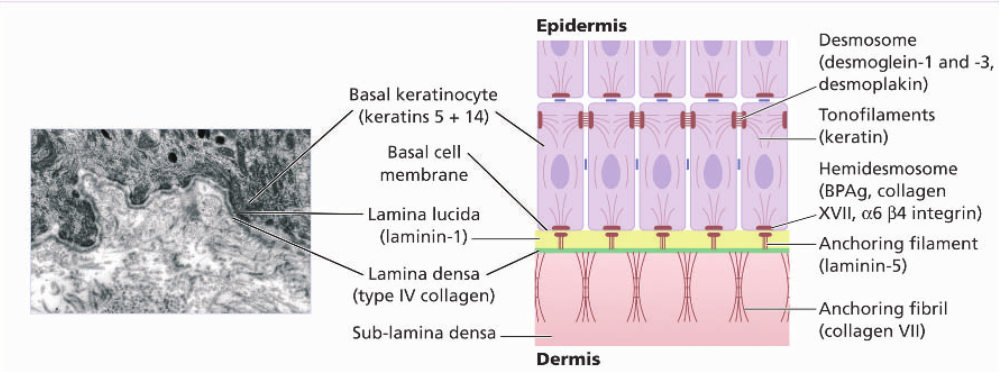 Epidermis
Basal keratinocyte
(keratins 5 + 14)
Basal cell
membrane
Lamina lucida
(laminin-1)
Lamina densa
(type IV collagen)
Sub-lamina densa
Desmosome
(desmoglein-1 and -3,
desmoplakin)
Tonofilaments
(keratin)
Hemidesmosome
(BPAg, collagen
XVII, α6 β4 integrin)
Anchoring filament
(laminin-5)
Anchoring fibril
(collagen VII)
Dermis